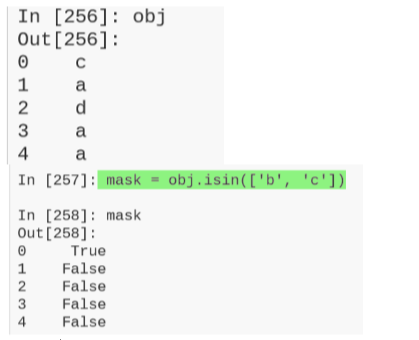 In [256]: obj
Out[256]:
0    c
1    a
2    d
3    a
4    a
In [257]: mask = obj.isin(['b', 'c'])
In [258]: mask
Out[258]:
0     True
1    False
2    False
3    False
4    False